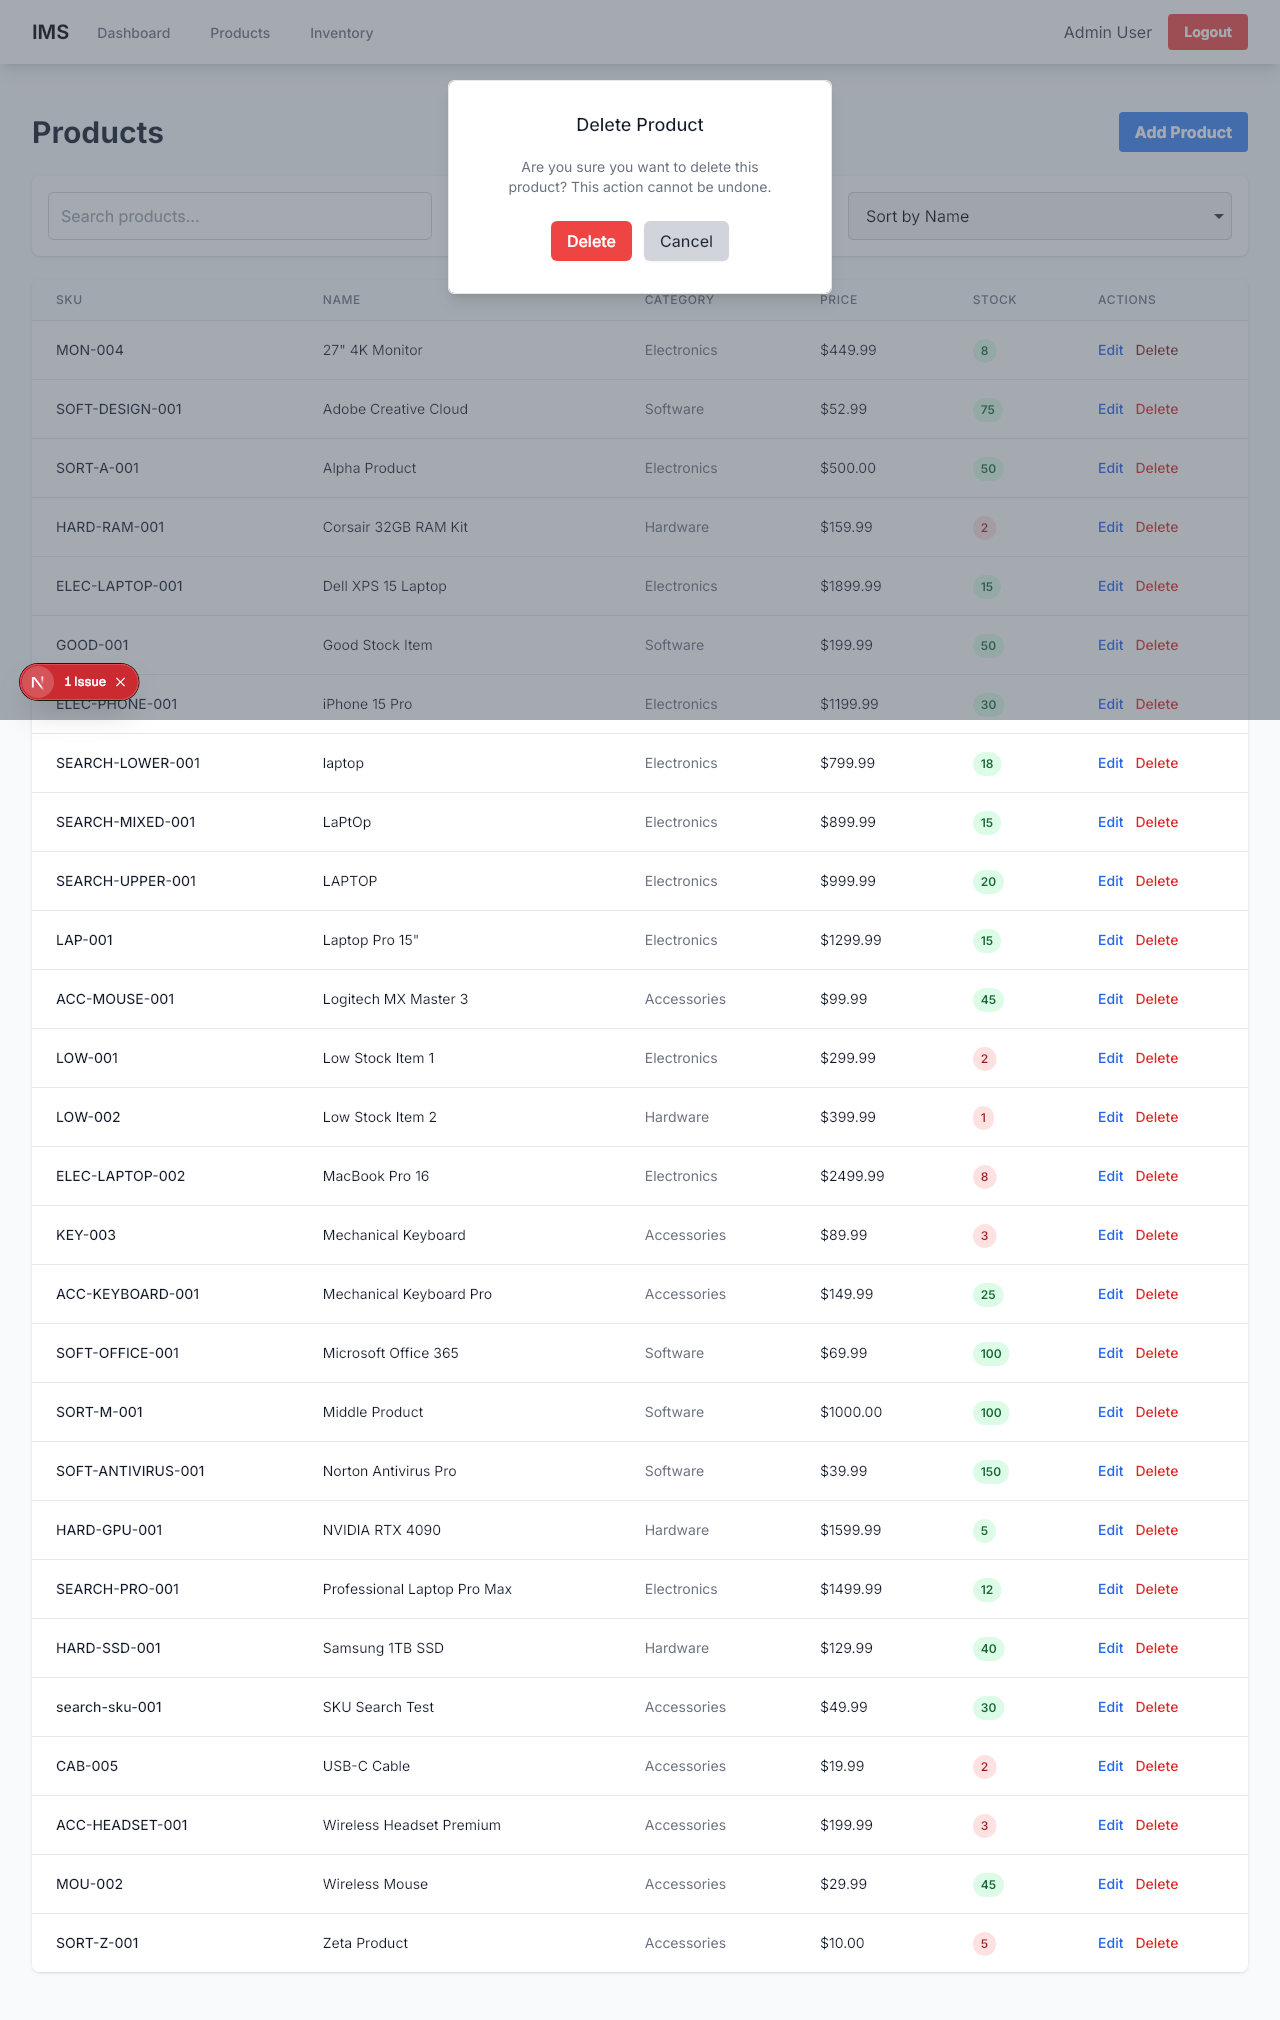 IMS Dashboard Products Inventory Admin User Logout
Delete Product
Products
Add Product
Are you sure you want to delete this
product? This action cannot be undone.
Search products...
Sort by Name
Delete Cancel
SKU NAME CATEGORY PRICE STOCK ACTIONS
MON-004 27" 4K Monitor Electronics $449.99 8 Edit Delete
SOFT-DESIGN-001 Adobe Creative Cloud Software $52.99 75 Edit Delete
SORT-A-001 Alpha Product Electronics $500.00 50 Edit Delete
HARD-RAM-001 Corsair 32GB RAM Kit Hardware $159.99 2 Edit Delete
ELEC-LAPTOP-001 Dell XPS 15 Laptop Electronics $1899.99 15 Edit Delete
GOOD-001 Good Stock Item Software $199.99 50 Edit Delete
N 1 Issue
ELEC-PHONE-001 iPhone 15 Pro Electronics $1199.99 30 Edit Delete
SEARCH-LOWER-001 laptop Electronics $799.99 18 Edit Delete
SEARCH-MIXED-001 LaPtOp Electronics $899.99 15 Edit Delete
SEARCH-UPPER-001 LAPTOP Electronics $999.99 20 Edit Delete
LAP-001 Laptop Pro 15" Electronics $1299.99 15 Edit Delete
ACC-MOUSE-001 Logitech MX Master 3 Accessories $99.99 45 Edit Delete
LOW-001 Low Stock Item 1 Electronics $299.99 2 Edit Delete
LOW-002 Low Stock Item 2 Hardware $399.99 1 Edit Delete
ELEC-LAPTOP-002 MacBook Pro 16 Electronics $2499.99 8 Edit Delete
KEY-003 Mechanical Keyboard Accessories $89.99 3 Edit Delete
ACC-KEYBOARD-001 Mechanical Keyboard Pro Accessories $149.99 25 Edit Delete
SOFT-OFFICE-001 Microsoft Office 365 Software $69.99 100 Edit Delete
SORT-M-001 Middle Product Software $1000.00 100 Edit Delete
SOFT-ANTIVIRUS-001 Norton Antivirus Pro Software $39.99 150 Edit Delete
HARD-GPU-001 NVIDIA RTX 4090 Hardware $1599.99 5 Edit Delete
SEARCH-PRO-001 Professional Laptop Pro Max Electronics $1499.99 12 Edit Delete
HARD-SSD-001 Samsung 1TB SSD Hardware $129.99 40 Edit Delete
search-sku-001 SKU Search Test Accessories $49.99 30 Edit Delete
CAB-005 USB-C Cable Accessories $19.99 2 Edit Delete
ACC-HEADSET-001 Wireless Headset Premium Accessories $199.99 3 Edit Delete
MOU-002 Wireless Mouse Accessories $29.99 45 Edit Delete
SORT-Z-001 Zeta Product Accessories $10.00 5 Edit Delete